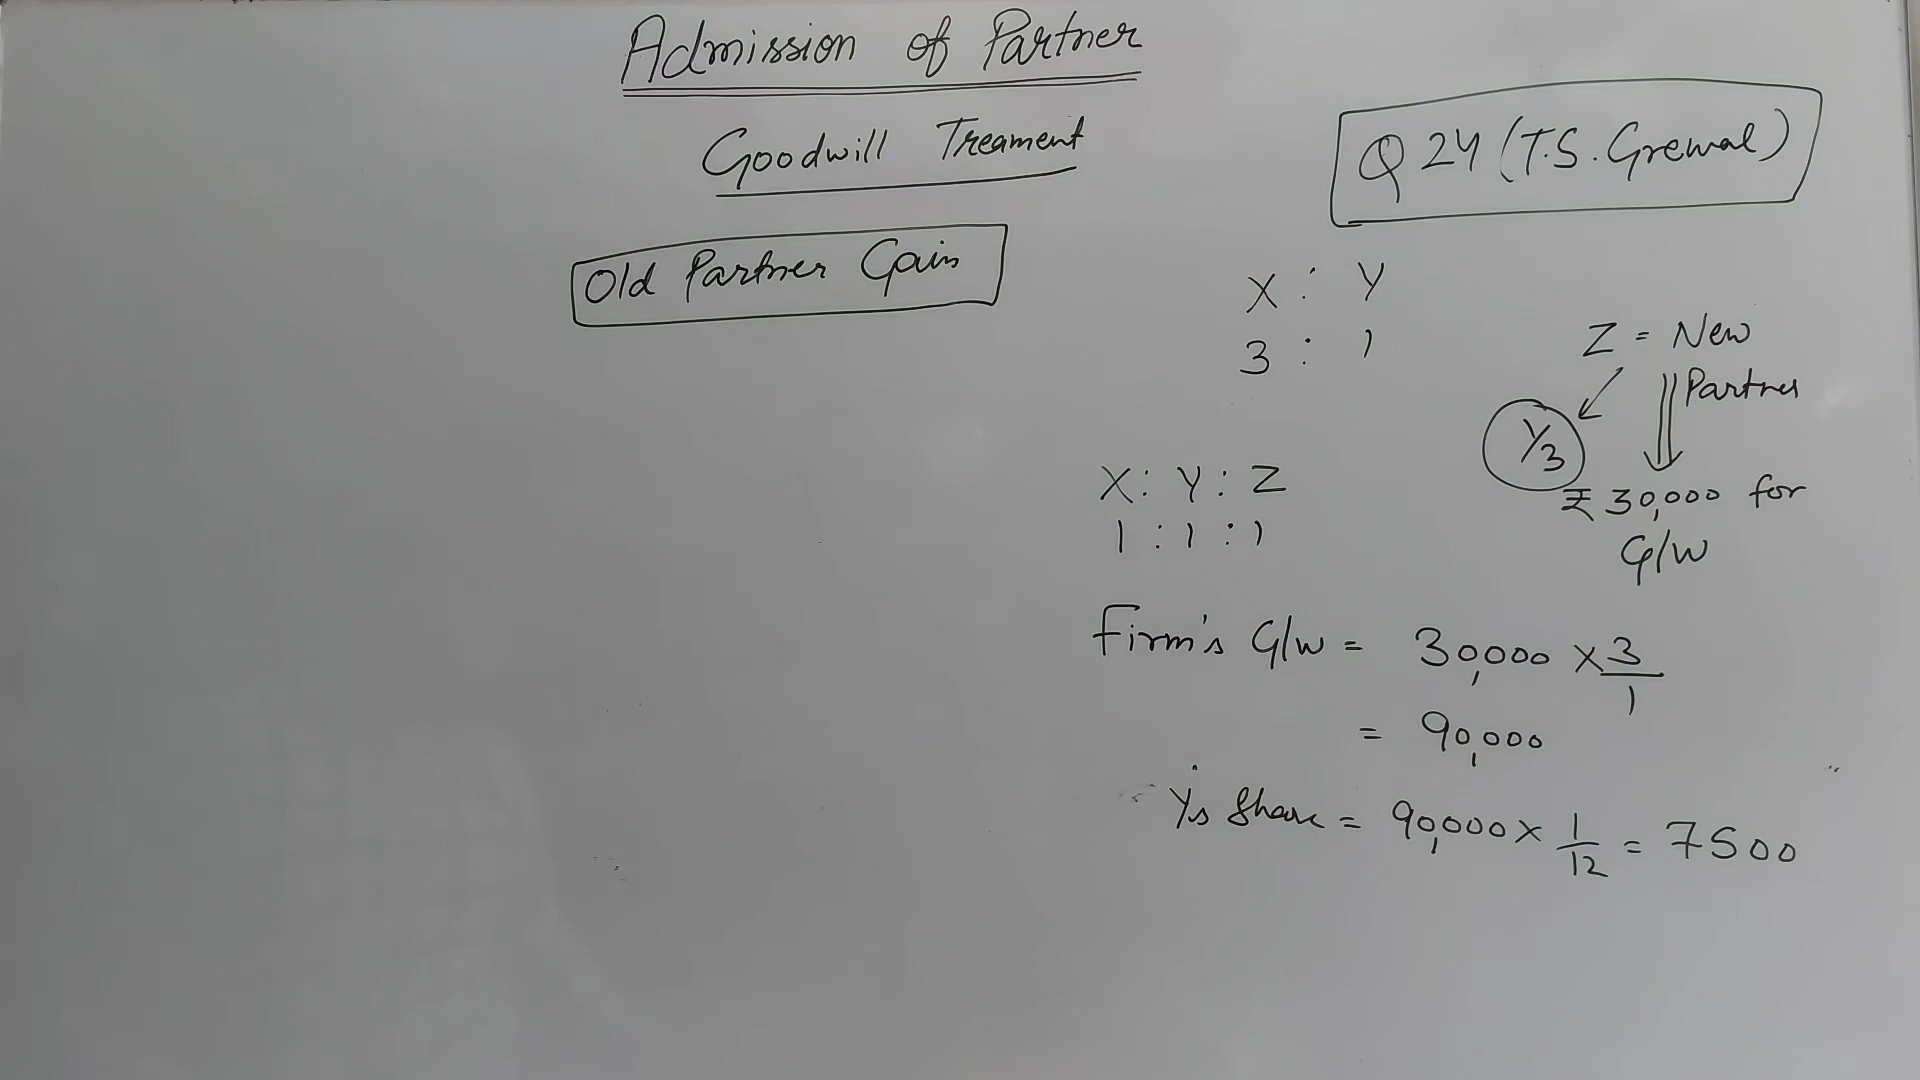 Admission of Partner
Goodwill Treament
Q 24 (T.S. Grewal)
Old Partner Gain
X : Y
3 : 1
Z = New
Partner
1/3
₹ 30,000 for
G/W
X : Y : Z
1 : 1 : 1
Firm's G/W = 30,000 × 3/1
= 90,000
Y's Share = 90,000 × 1/12 = 7500